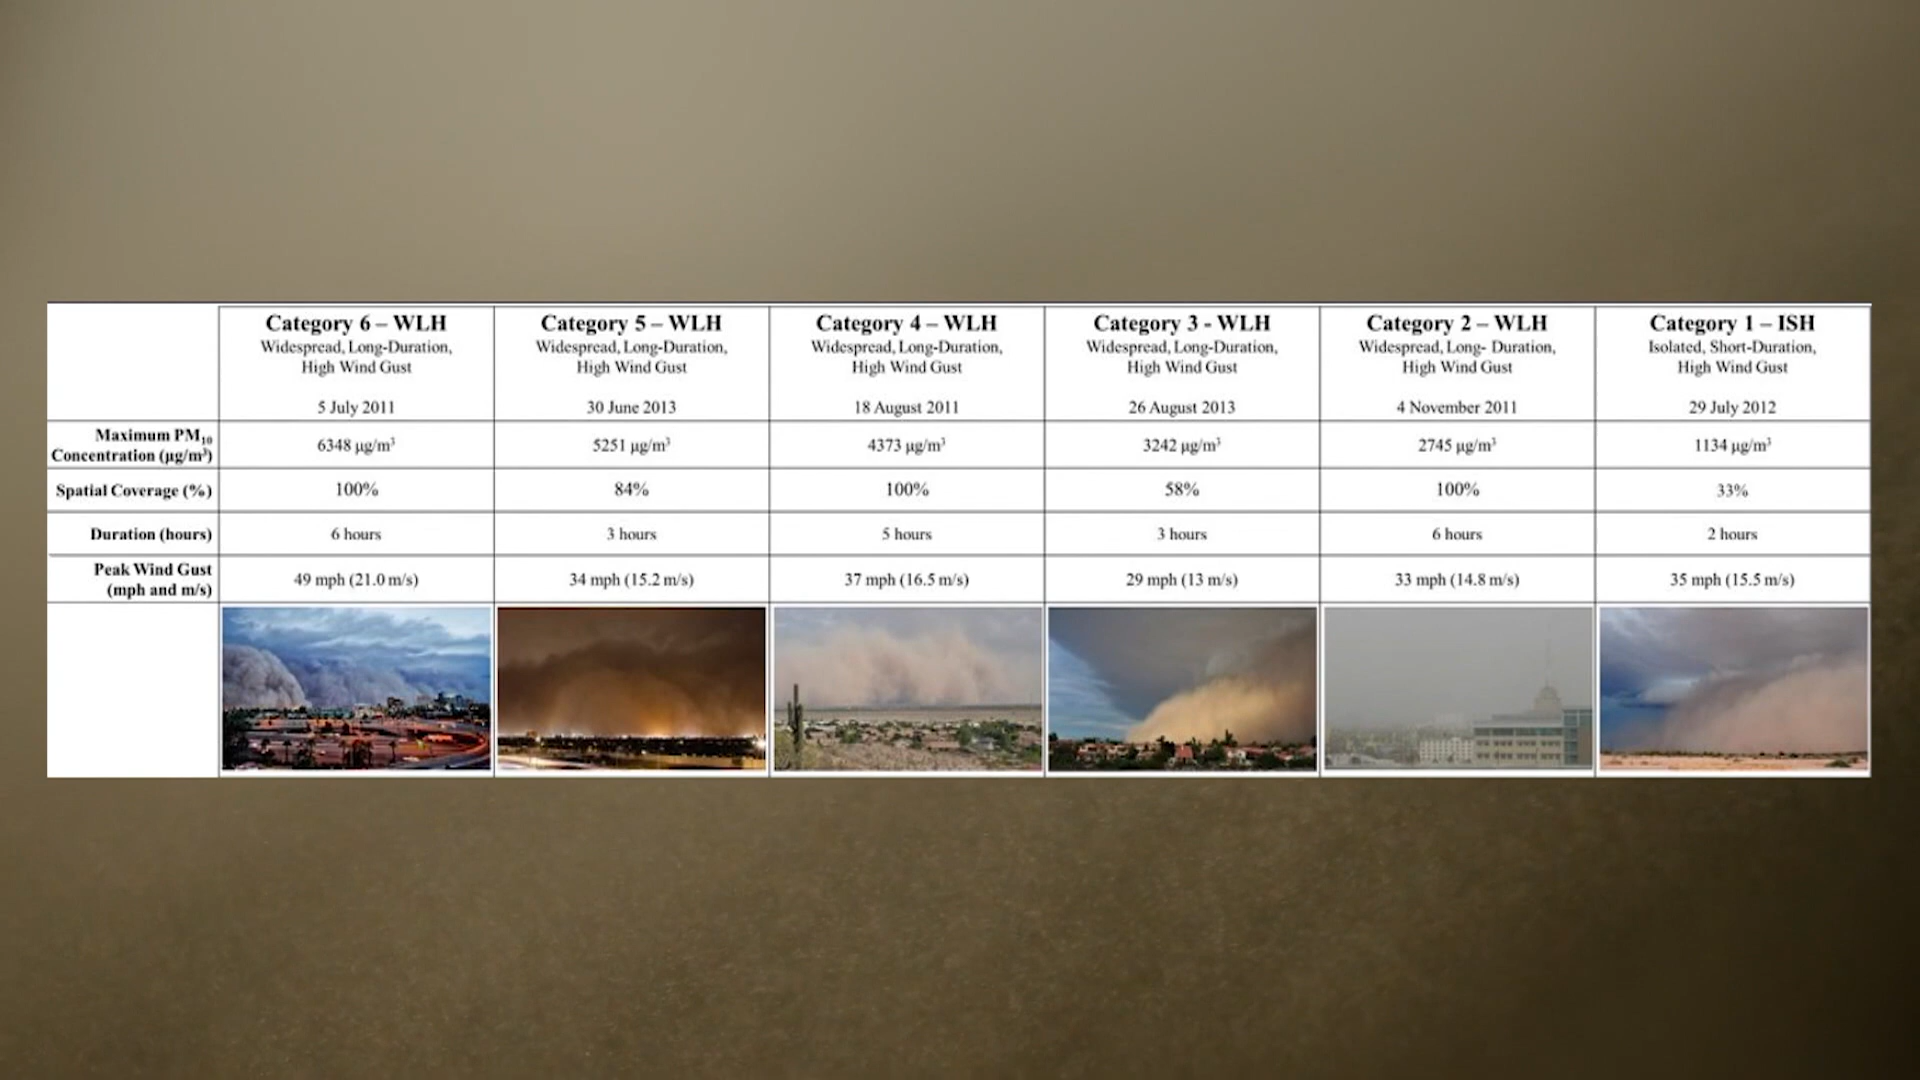 Category 6 – WLH
Widespread, Long-Duration,
High Wind Gust
5 July 2011
Category 5 – WLH
Widespread, Long-Duration,
High Wind Gust
30 June 2013
Category 4 – WLH
Widespread, Long-Duration,
High Wind Gust
18 August 2011
Category 3 - WLH
Widespread, Long-Duration,
High Wind Gust
26 August 2013
Category 2 – WLH
Widespread, Long- Duration,
High Wind Gust
4 November 2011
Category 1 – ISH
Isolated, Short-Duration,
High Wind Gust
29 July 2012
Maximum PM₁₀
Concentration (µg/m³)
6348 µg/m³
5251 µg/m³
4373 µg/m³
3242 µg/m³
2745 µg/m³
1134 µg/m³
Spatial Coverage (%)
100%
84%
100%
58%
100%
33%
Duration (hours)
6 hours
3 hours
5 hours
3 hours
6 hours
2 hours
Peak Wind Gust
(mph and m/s)
49 mph (21.0 m/s)
34 mph (15.2 m/s)
37 mph (16.5 m/s)
29 mph (13 m/s)
33 mph (14.8 m/s)
35 mph (15.5 m/s)